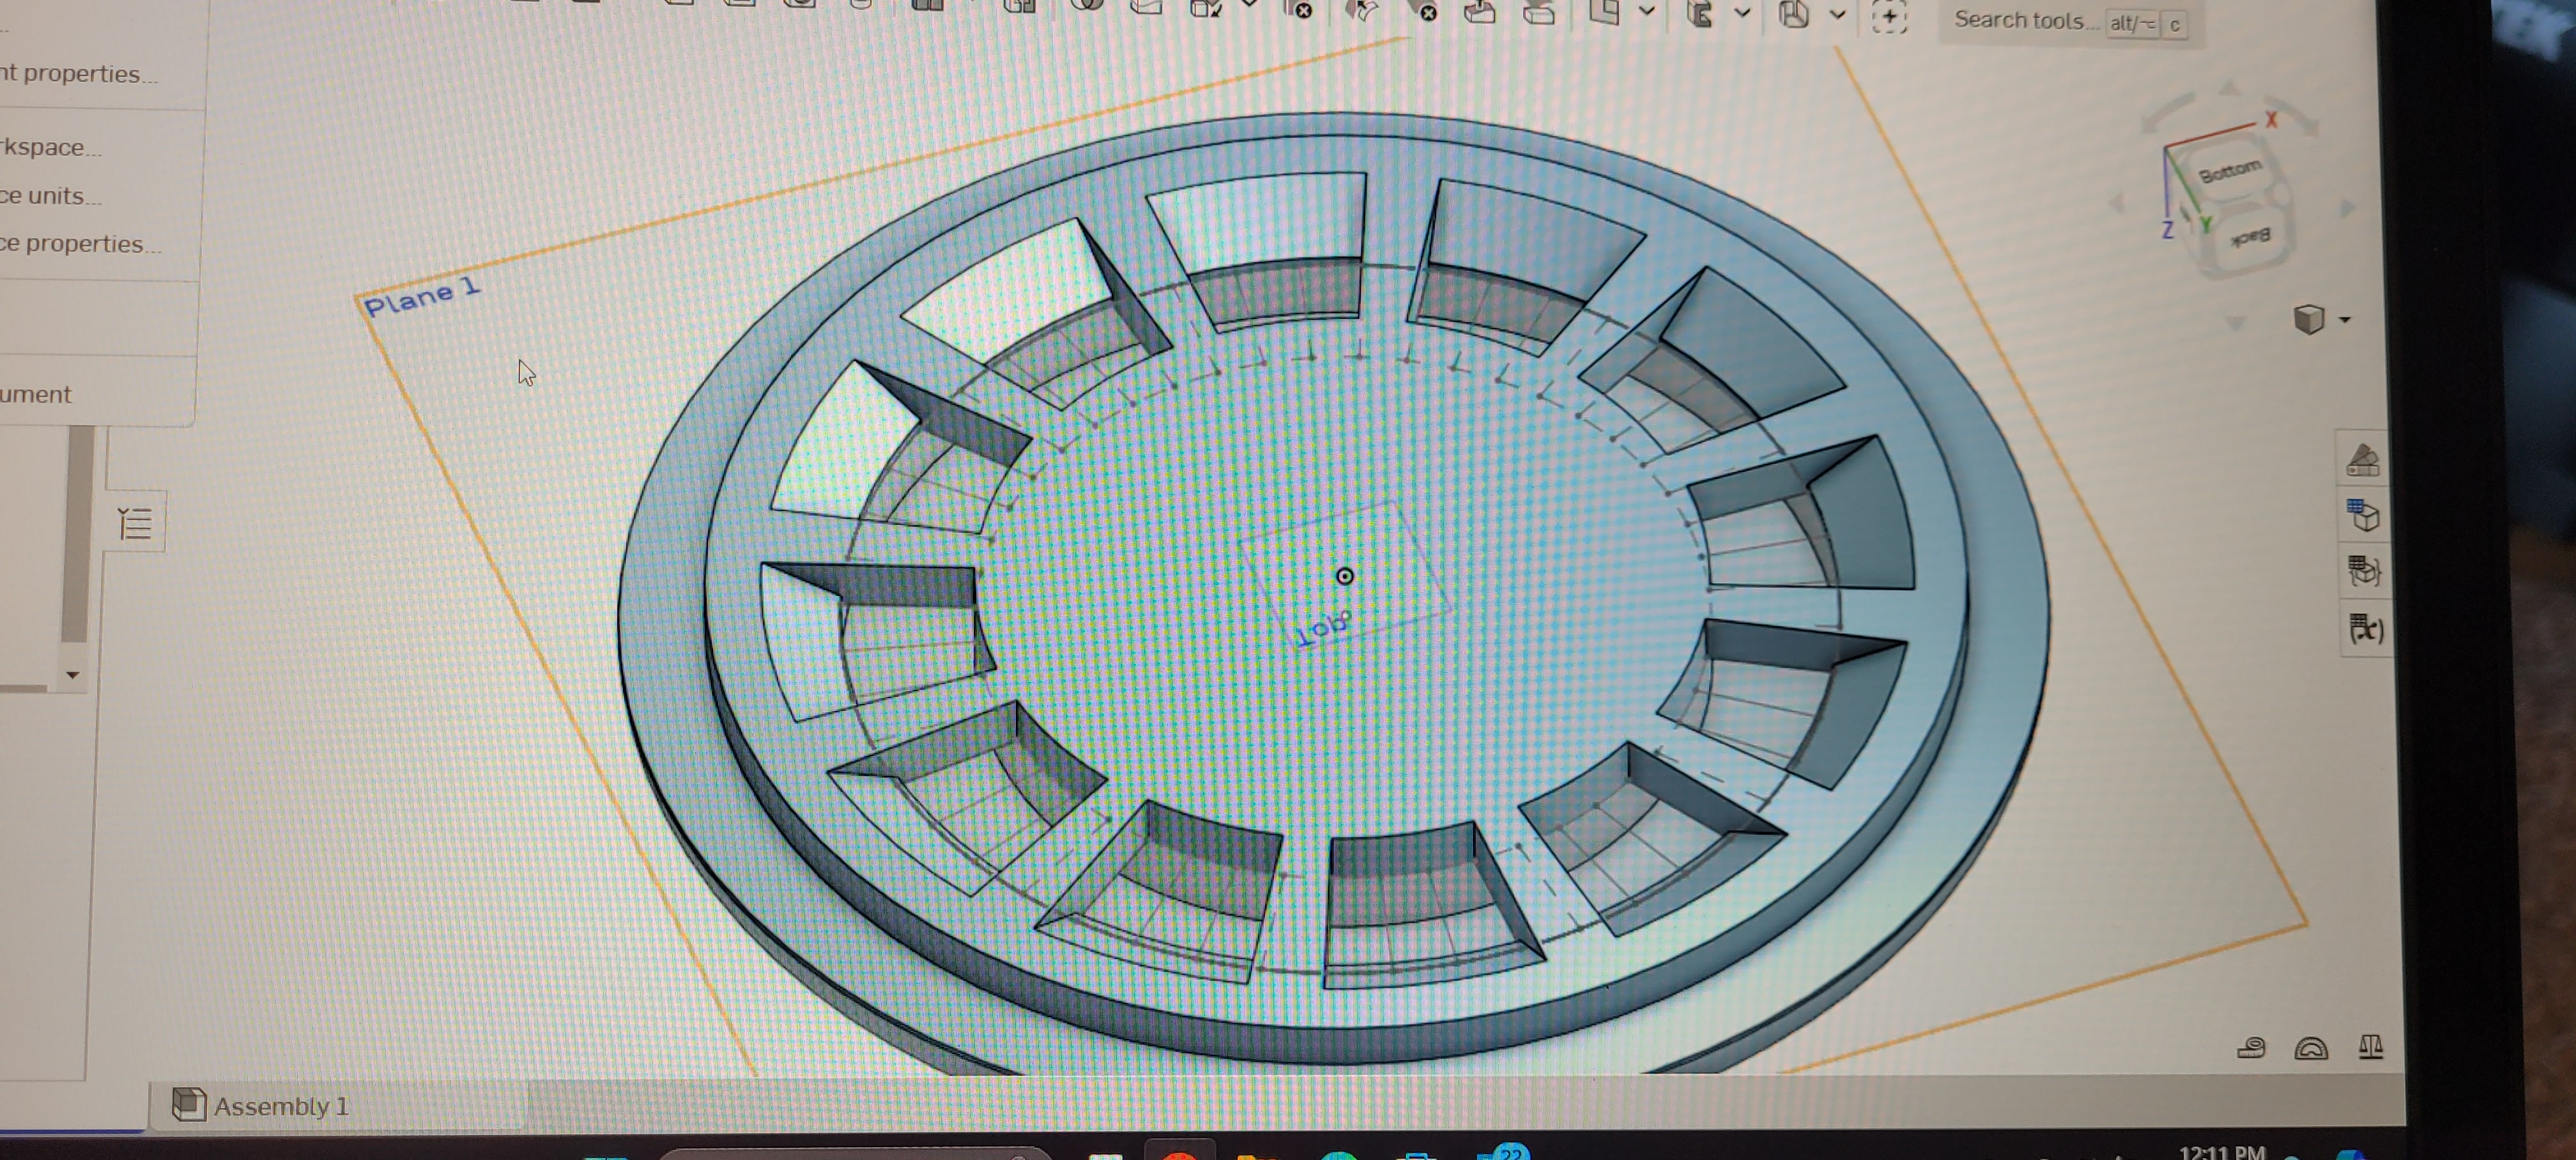 Search tools... alt/⌥ c
nt properties...
rkspace...
ce units...
ce properties...
ument
Plane 1
Top
X
Bottom
Back
Z
Y
(x)
Assembly 1
22
12:11 PM